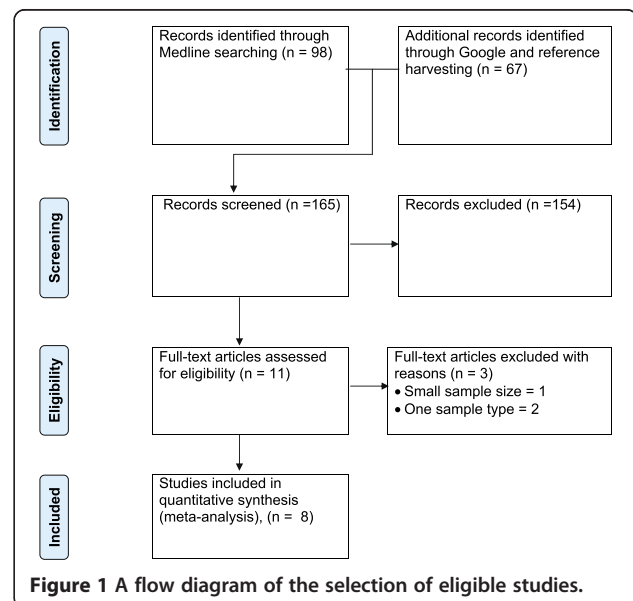 Identification
Records identified through
Medline searching (n = 98)
Additional records identified
through Google and reference
harvesting (n = 67)
Screening
Records screened (n =165)
Records excluded (n =154)
Eligibility
Full-text articles assessed
for eligibility (n = 11)
Full-text articles excluded with
reasons (n = 3)
• Small sample size = 1
• One sample type = 2
Included
Studies included in
quantitative synthesis
(meta-analysis), (n = 8)
Figure 1 A flow diagram of the selection of eligible studies.